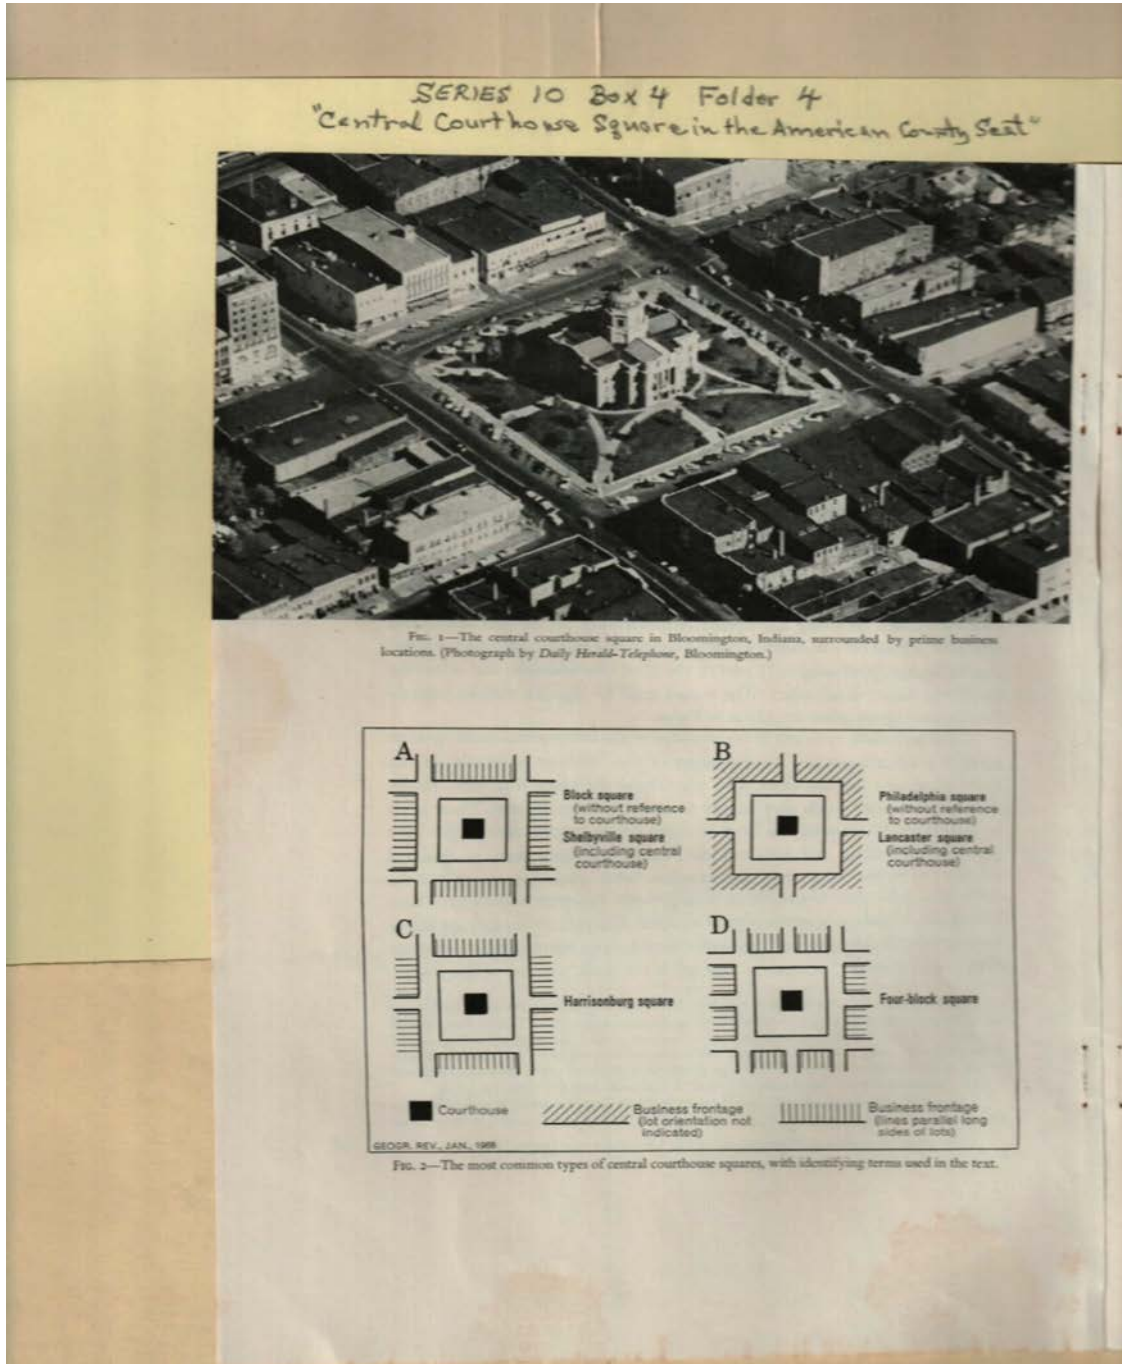 SERIES 10 Box 4 Folder 4
"Central Courthouse Square in the American County Seat"
FIG. 1—The central courthouse square in Bloomington, Indiana, surrounded by prime business
locations. (Photograph by Daily Herald-Telephone, Bloomington.)
A
Block square
(without reference
to courthouse)
Shelbyville square
(including central
courthouse)
B
Philadelphia square
(without reference
to courthouse)
Lancaster square
(including central
courthouse)
C
Harrisonburg square
D
Four-block square
Courthouse
Business frontage
(lot orientation not
indicated)
Business frontage
(lines parallel long
sides of lots)
GEOGR. REV., JAN., 1968
FIG. 2—The most common types of central courthouse squares, with identifying terms used in the text.